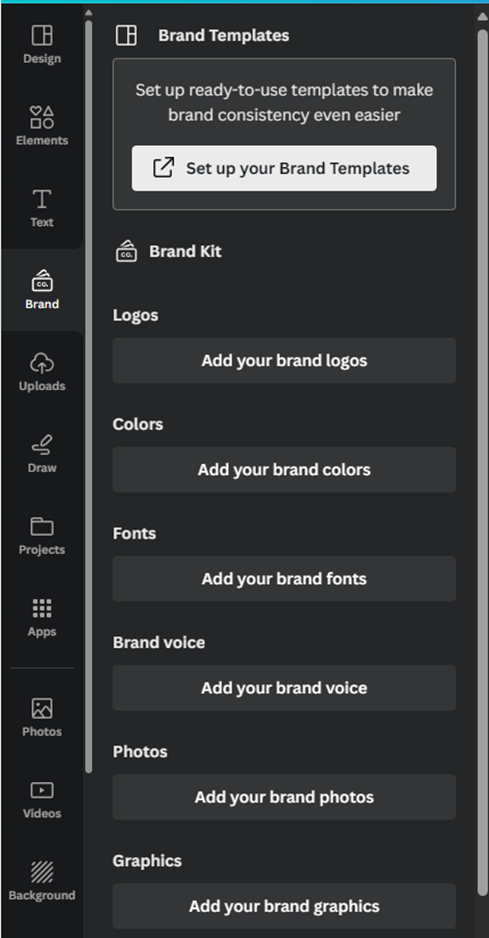 Design
Elements
Text
CO.
Brand
Uploads
Draw
Projects
Apps
Photos
Videos
Background
Brand Templates
Set up ready-to-use templates to make
brand consistency even easier
Set up your Brand Templates
CO.
Brand Kit
Logos
Add your brand logos
Colors
Add your brand colors
Fonts
Add your brand fonts
Brand voice
Add your brand voice
Photos
Add your brand photos
Graphics
Add your brand graphics